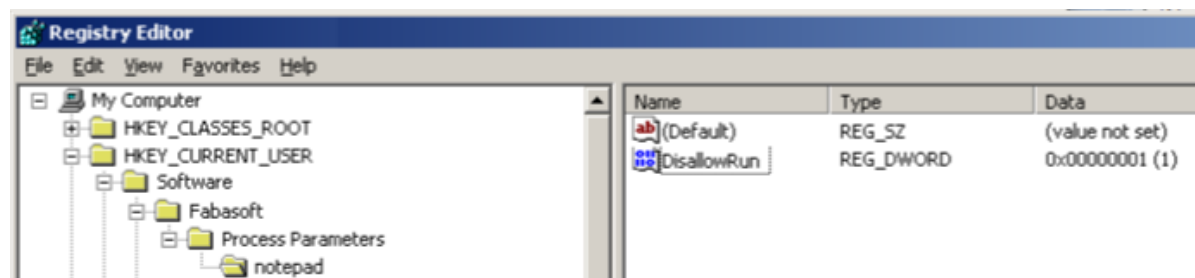 Registry Editor
File Edit View Favorites Help
My Computer
HKEY_CLASSES_ROOT
HKEY_CURRENT_USER
Software
Fabasoft
Process Parameters
notepad
Name Type Data
(Default) REG_SZ (value not set)
DisallowRun REG_DWORD 0x00000001 (1)